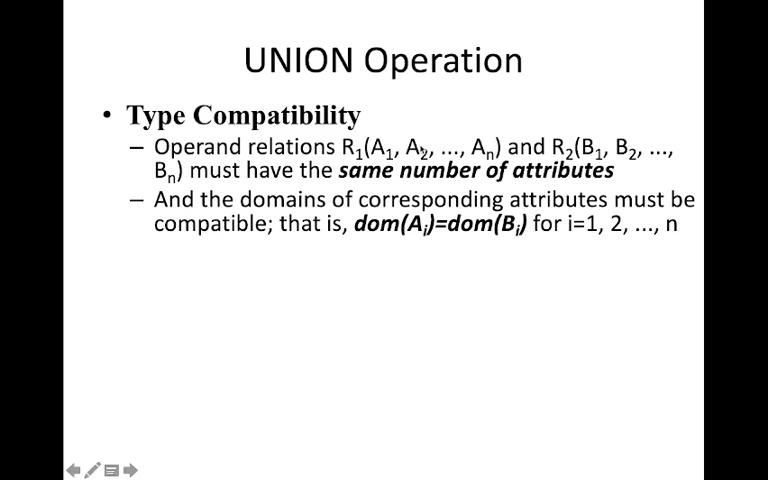 UNION Operation
• Type Compatibility
– Operand relations R₁(A₁, A₂, ..., Aₙ) and R₂(B₁, B₂, ...,
Bₙ) must have the same number of attributes
– And the domains of corresponding attributes must be
compatible; that is, dom(Aᵢ)=dom(Bᵢ) for i=1, 2, ..., n